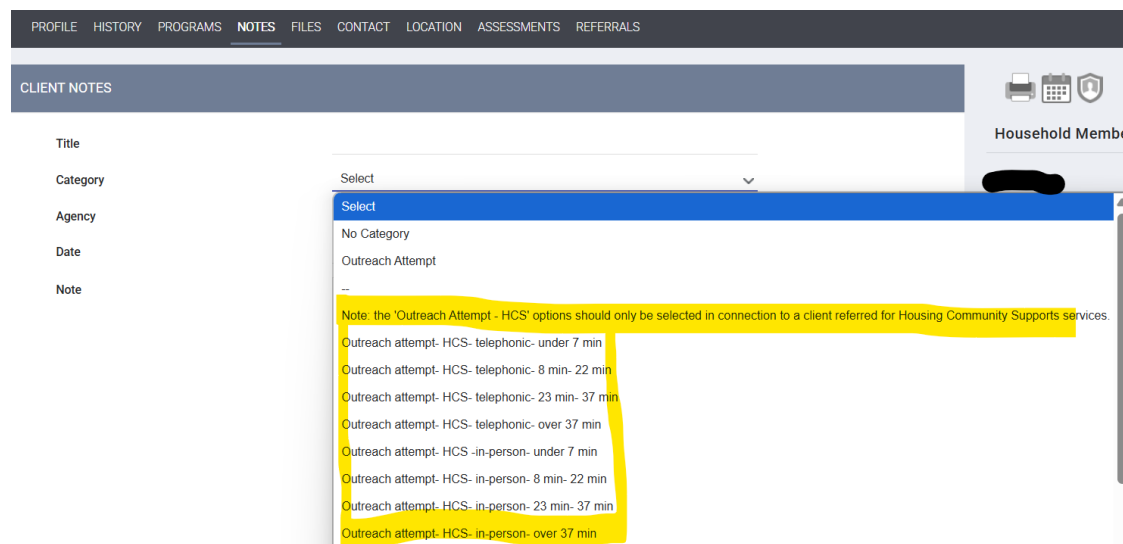 PROFILE HISTORY PROGRAMS NOTES FILES CONTACT LOCATION ASSESSMENTS REFERRALS
CLIENT NOTES
Household Memb
Title
Category Select
Agency
Date
Note
Select
No Category
Outreach Attempt
--
Note: the 'Outreach Attempt - HCS' options should only be selected in connection to a client referred for Housing Community Supports services.
Outreach attempt- HCS- telephonic- under 7 min
Outreach attempt- HCS- telephonic- 8 min- 22 min
Outreach attempt- HCS- telephonic- 23 min- 37 min
Outreach attempt- HCS- telephonic- over 37 min
Outreach attempt- HCS -in-person- under 7 min
Outreach attempt- HCS- in-person- 8 min- 22 min
Outreach attempt- HCS- in-person- 23 min- 37 min
Outreach attempt- HCS- in-person- over 37 min